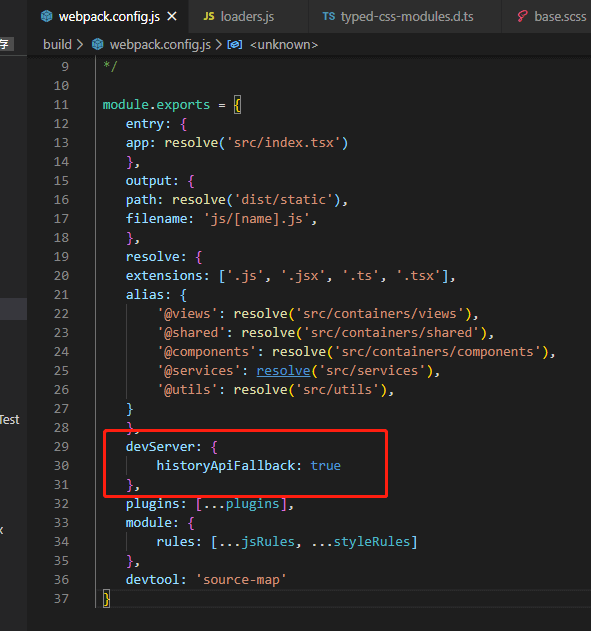 webpack.config.js × JS loaders.js TS typed-css-modules.d.ts base.scss
存 build > webpack.config.js > <unknown>
9 */
10
11 module.exports = {
12 entry: {
13 app: resolve('src/index.tsx')
14 },
15 output: {
16 path: resolve('dist/static'),
17 filename: 'js/[name].js',
18 },
19 resolve: {
20 extensions: ['.js', '.jsx', '.ts', '.tsx'],
21 alias: {
22 '@views': resolve('src/containers/views'),
23 '@shared': resolve('src/containers/shared'),
24 '@components': resolve('src/containers/components'),
25 '@services': resolve('src/services'),
26 '@utils': resolve('src/utils'),
27 }
Test
28 },
29 devServer: {
30 historyApiFallback: true
31 },
32 plugins: [...plugins],
33 module: {
x
34 rules: [...jsRules, ...styleRules]
35 },
36 devtool: 'source-map'
37 }